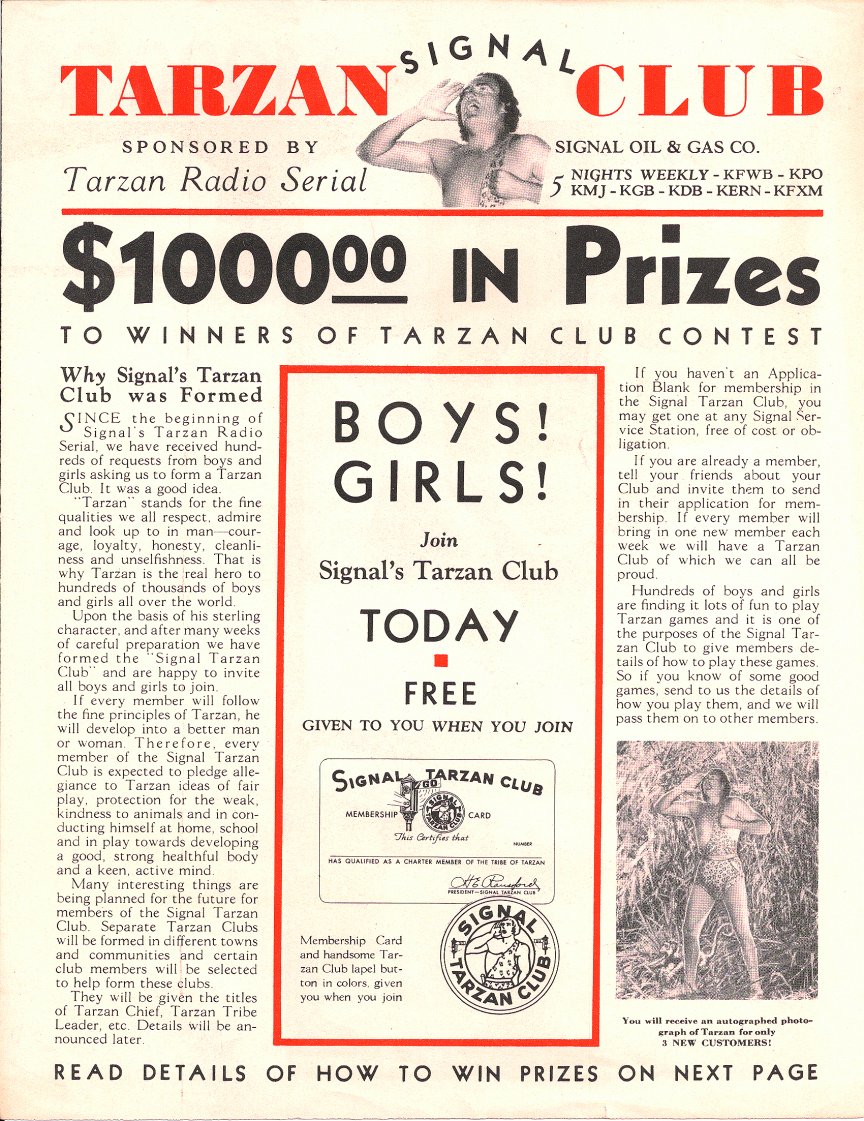 SIGNAL
TARZAN CLUB
SPONSORED BY
SIGNAL OIL & GAS CO.
Tarzan Radio Serial
5 NIGHTS WEEKLY - KFWB - KPO
KMJ - KGB - KDB - KERN - KFXM
$100000 IN Prizes
TO WINNERS OF TARZAN CLUB CONTEST
Why Signal's Tarzan
Club was Formed
SINCE the beginning of
Signal's Tarzan Radio
Serial, we have received hund-
reds of requests from boys and
girls asking us to form a Tarzan
Club. It was a good idea.
"Tarzan" stands for the fine
qualities we all respect, admire
and look up to in man—cour-
age, loyalty, honesty, cleanli-
ness and unselfishness. That is
why Tarzan is the real hero to
hundreds of thousands of boys
and girls all over the world.
Upon the basis of his sterling
character, and after many weeks
of careful preparation we have
formed the "Signal Tarzan
Club" and are happy to invite
all boys and girls to join.
If every member will follow
the fine principles of Tarzan, he
will develop into a better man
or woman. Therefore, every
member of the Signal Tarzan
Club is expected to pledge alle-
giance to Tarzan ideas of fair
play, protection for the weak,
kindness to animals and in con-
ducting himself at home, school
and in play towards developing
a good, strong healthful body
and a keen, active mind.
Many interesting things are
being planned for the future for
members of the Signal Tarzan
Club. Separate Tarzan Clubs
will be formed in different towns
and communities and certain
club members will be selected
to help form these clubs.
They will be given the titles
of Tarzan Chief, Tarzan Tribe
Leader, etc. Details will be an-
nounced later.
BOYS!
GIRLS!
Join
Signal's Tarzan Club
TODAY
FREE
GIVEN TO YOU WHEN YOU JOIN
SIGNAL TARZAN CLUB
GO
SIGNAL
TARZAN CLUB
MEMBERSHIP CARD
This Certifies that
NUMBER
HAS QUALIFIED AS A CHARTER MEMBER OF THE TRIBE OF TARZAN
PRESIDENT—SIGNAL TARZAN CLUB
SIGNAL
TARZAN CLUB
Membership Card
and handsome Tar-
zan Club lapel but-
ton in colors, given
you when you join
If you haven't an Applica-
tion Blank for membership in
the Signal Tarzan Club, you
may get one at any Signal Ser-
vice Station, free of cost or ob-
ligation.
If you are already a member,
tell your friends about your
Club and invite them to send
in their application for mem-
bership. If every member will
bring in one new member each
week we will have a Tarzan
Club of which we can all be
proud.
Hundreds of boys and girls
are finding it lots of fun to play
Tarzan games and it is one of
the purposes of the Signal Tar-
zan Club to give members de-
tails of how to play these games.
So if you know of some good
games, send to us the details of
how you play them, and we will
pass them on to other members.
You will receive an autographed photo-
graph of Tarzan for only
3 NEW CUSTOMERS!
READ DETAILS OF HOW TO WIN PRIZES ON NEXT PAGE